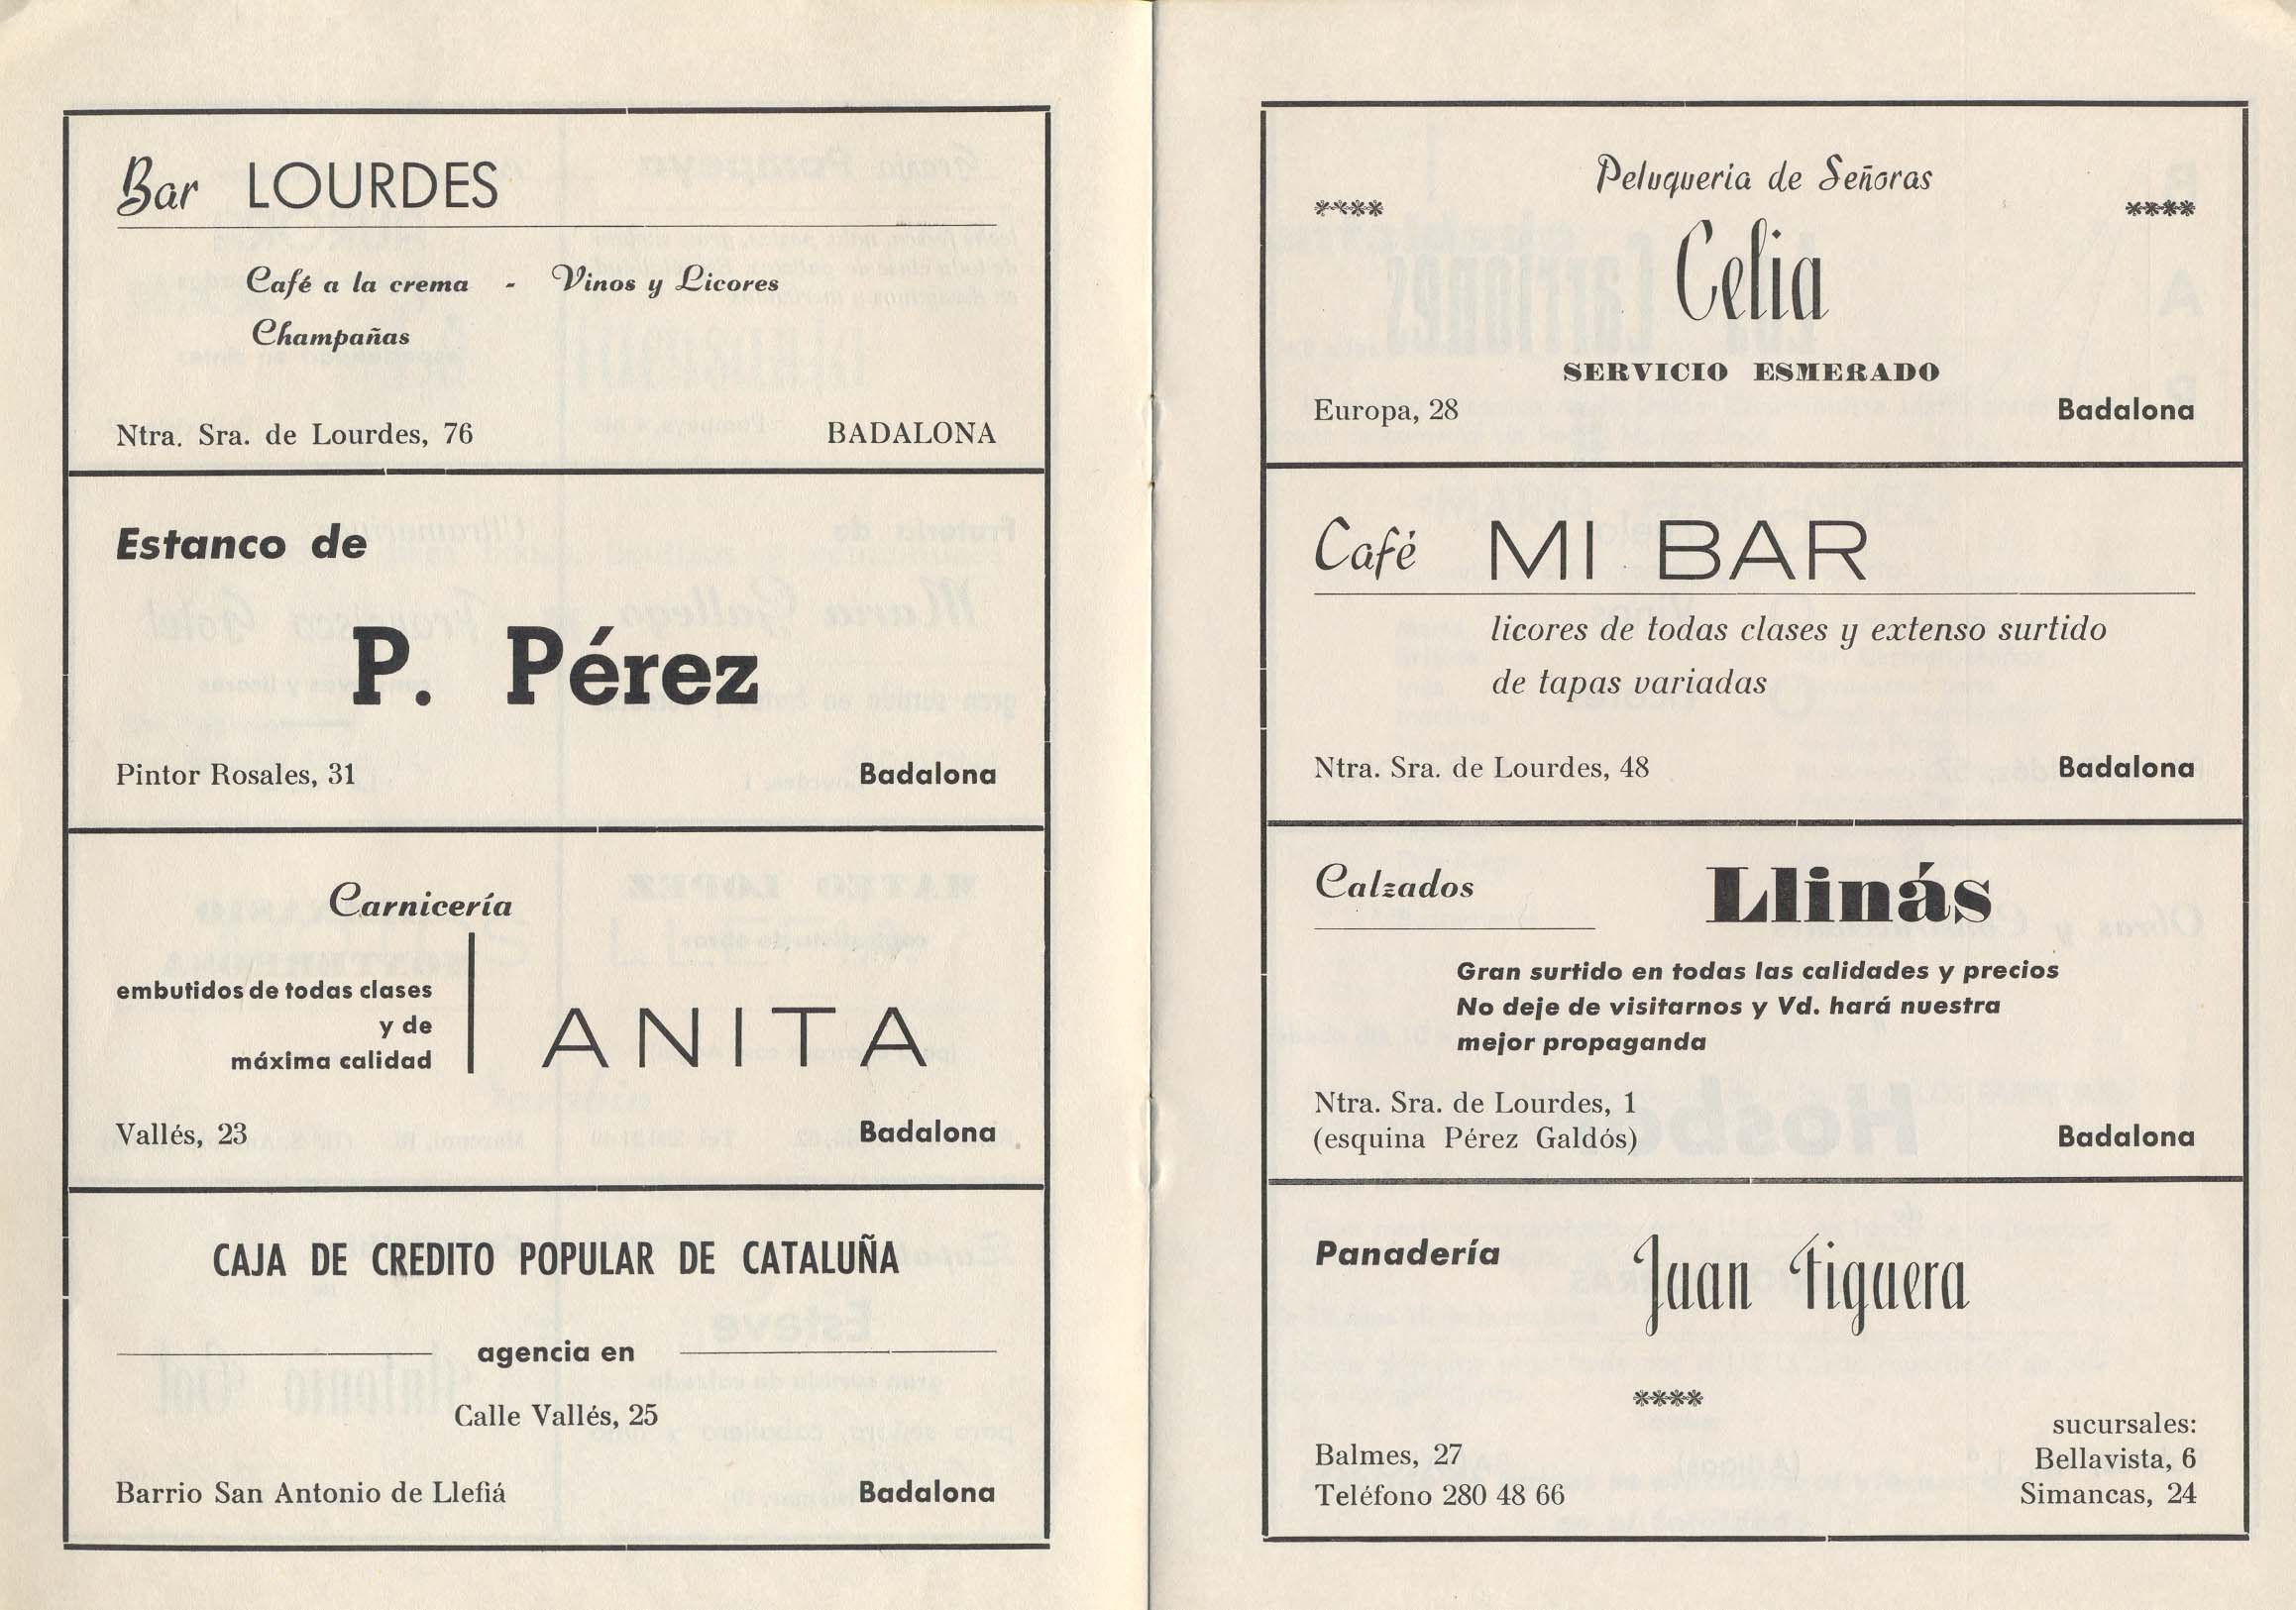 Bar LOURDES
Café a la crema - Vinos y Licores
Champañas
Ntra. Sra. de Lourdes, 76 BADALONA
Estanco de
P. Pérez
Pintor Rosales, 31 Badalona
Carnicería
embutidos de todas clases
y de
máxima calidad
ANITA
Vallés, 23 Badalona
CAJA DE CREDITO POPULAR DE CATALUÑA
agencia en
Calle Vallés, 25
Barrio San Antonio de Llefiá Badalona
Peluqueria de Señoras
**** ****
Celia
SERVICIO ESMERADO
Europa, 28 Badalona
Café MI BAR
licores de todas clases y extenso surtido
de tapas variadas
Ntra. Sra. de Lourdes, 48 Badalona
Calzados Llinás
Gran surtido en todas las calidades y precios
No deje de visitarnos y Vd. hará nuestra
mejor propaganda
Ntra. Sra. de Lourdes, 1
(esquina Pérez Galdós) Badalona
Panadería Juan Figuera
****
Balmes, 27
Teléfono 280 48 66
sucursales:
Bellavista, 6
Simancas, 24